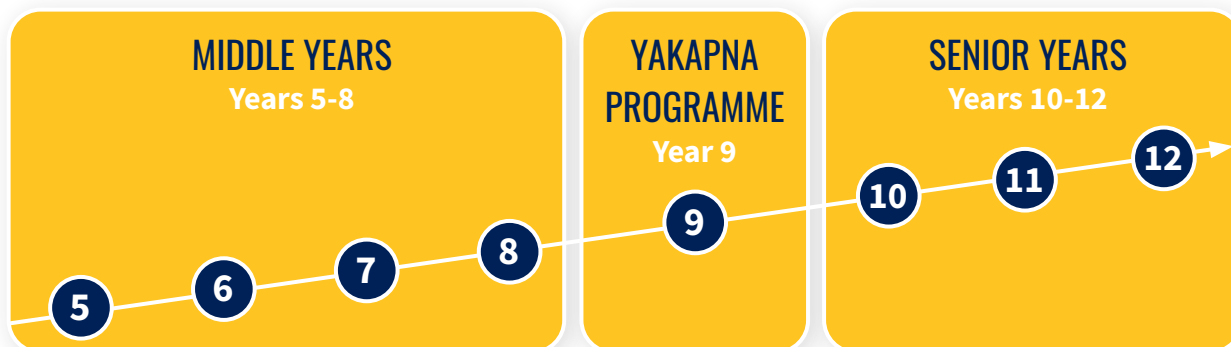 MIDDLE YEARS
Years 5-8
5
6
7
8
YAKAPNA
PROGRAMME
Year 9
9
SENIOR YEARS
Years 10-12
10
11
12